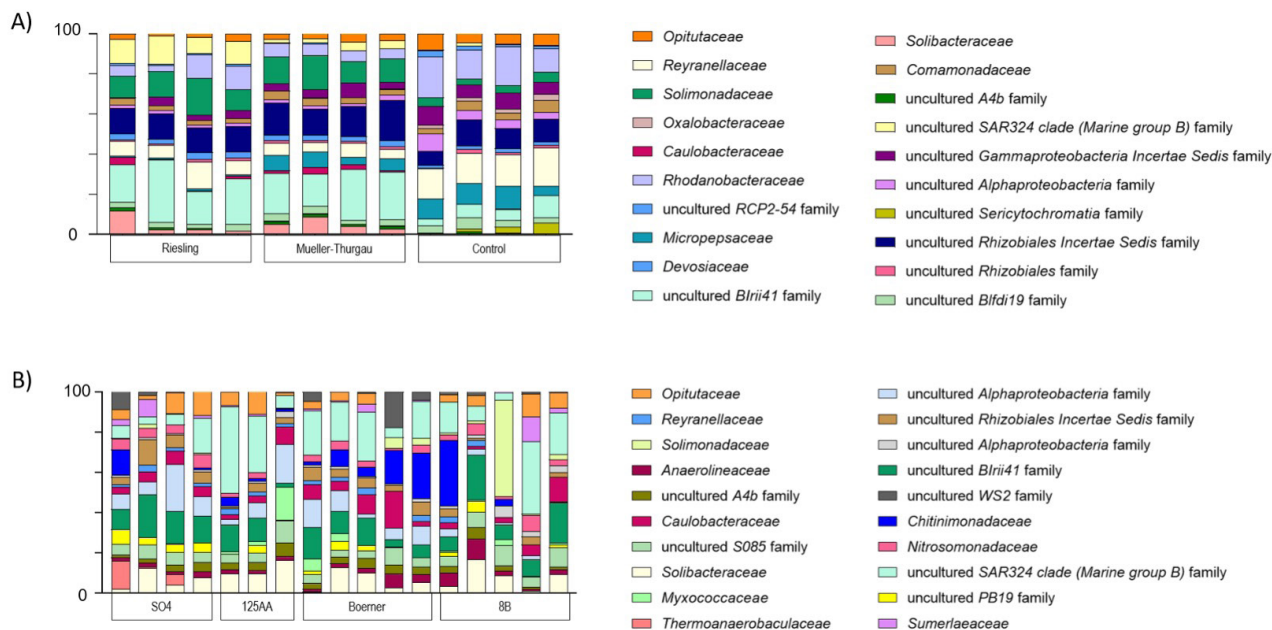 A)
100
0
Riesling
Mueller-Thurgau
Control
Opitutaceae
Reyranellaceae
Solimonadaceae
Oxalobacteraceae
Caulobacteraceae
Rhodanobacteraceae
uncultured RCP2-54 family
Micropepsaceae
Devosiaceae
uncultured BIrii41 family
Solibacteraceae
Comamonadaceae
uncultured A4b family
uncultured SAR324 clade (Marine group B) family
uncultured Gammaproteobacteria Incertae Sedis family
uncultured Alphaproteobacteria family
uncultured Sericytochromatia family
uncultured Rhizobiales Incertae Sedis family
uncultured Rhizobiales family
uncultured Blfdi19 family
B)
100
0
SO4
125AA
Boerner
8B
Opitutaceae
Reyranellaceae
Solimonadaceae
Anaerolineaceae
uncultured A4b family
Caulobacteraceae
uncultured S085 family
Solibacteraceae
Myxococcaceae
Thermoanaerobaculaceae
uncultured Alphaproteobacteria family
uncultured Rhizobiales Incertae Sedis family
uncultured Alphaproteobacteria family
uncultured BIrii41 family
uncultured WS2 family
Chitinimonadaceae
Nitrosomonadaceae
uncultured SAR324 clade (Marine group B) family
uncultured PB19 family
Sumerlaeaceae